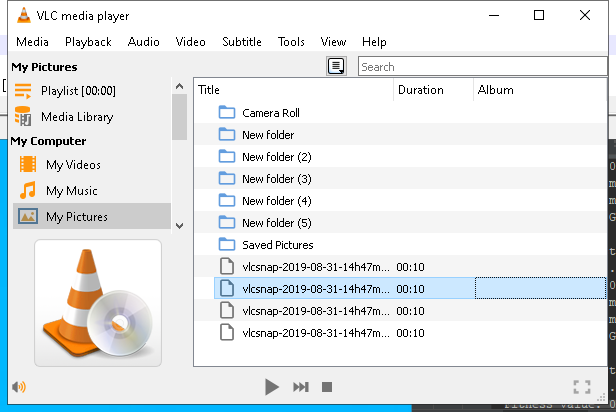 VLC media player
Media Playback Audio Video Subtitle Tools View Help
My Pictures
Search
Playlist [00:00]
Media Library
My Computer
My Videos
My Music
My Pictures
Title Duration Album
Camera Roll
New folder
New folder (2)
New folder (3)
New folder (4)
New folder (5)
Saved Pictures
vlcsnap-2019-08-31-14h47m... 00:10
vlcsnap-2019-08-31-14h47m... 00:10
vlcsnap-2019-08-31-14h47m... 00:10
vlcsnap-2019-08-31-14h47m... 00:10